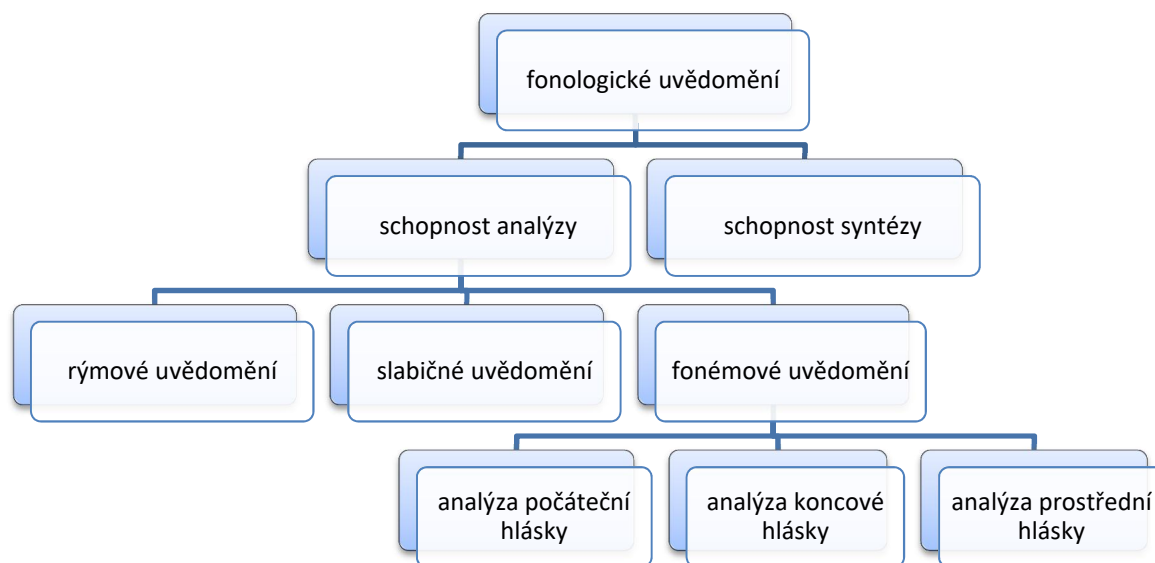 fonologické uvědomění
schopnost analýzy
schopnost syntézy
rýmové uvědomění
slabičné uvědomění
fonémové uvědomění
analýza počáteční
hlásky
analýza koncové
hlásky
analýza prostřední
hlásky